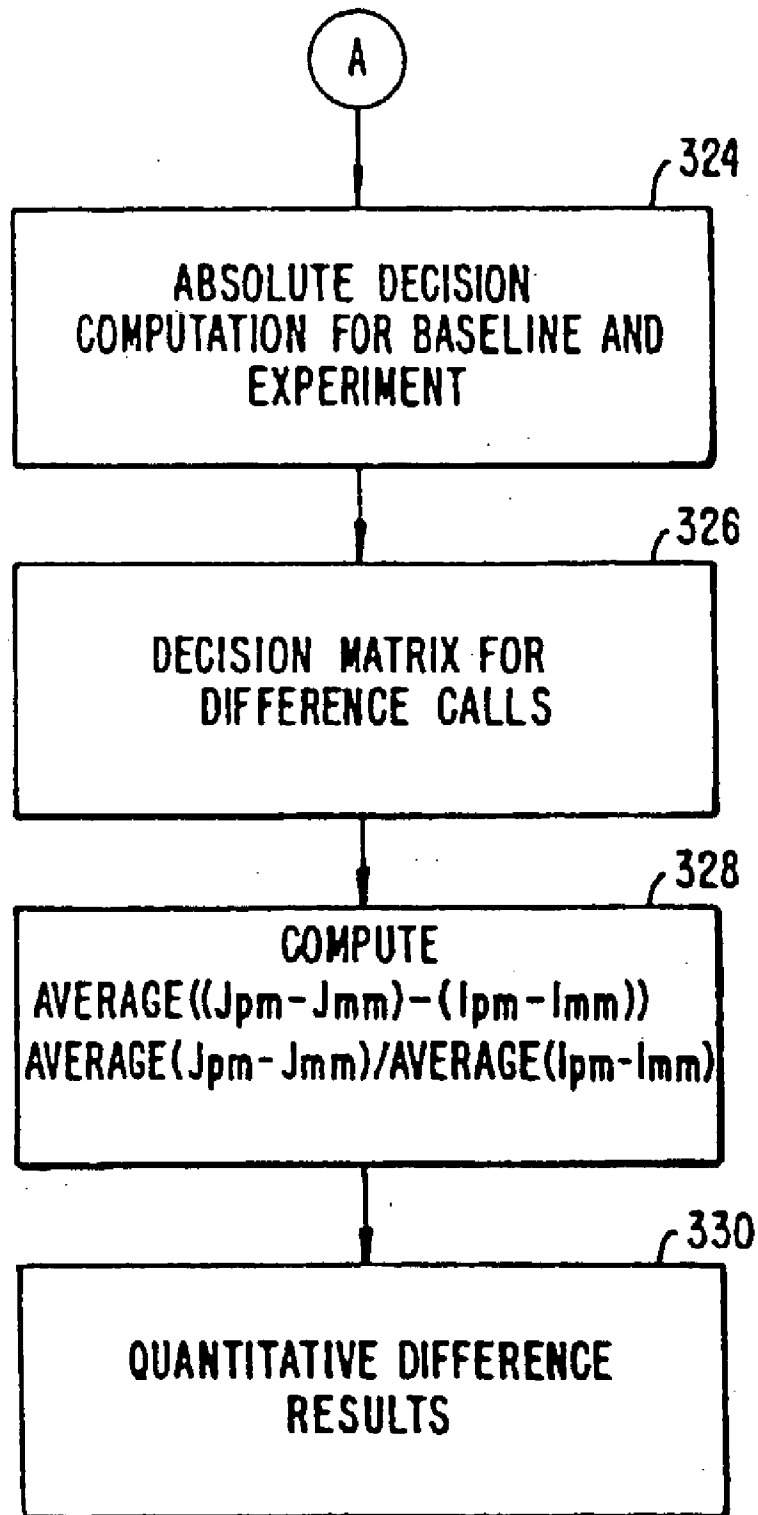 A
324
ABSOLUTE DECISION
COMPUTATION FOR BASELINE AND
EXPERIMENT
326
DECISION MATRIX FOR
DIFFERENCE CALLS
328
COMPUTE
AVERAGE((Jpm-Jmm)-(Ipm-Imm))
AVERAGE(Jpm-Jmm)/AVERAGE(Ipm-Imm)
330
QUANTITATIVE DIFFERENCE
RESULTS